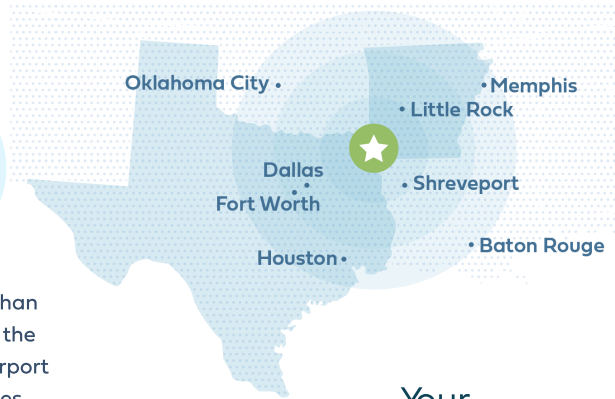 Oklahoma City
Memphis
Little Rock
Dallas
Shreveport
Fort Worth
Baton Rouge
Houston
han
the
rport
Your